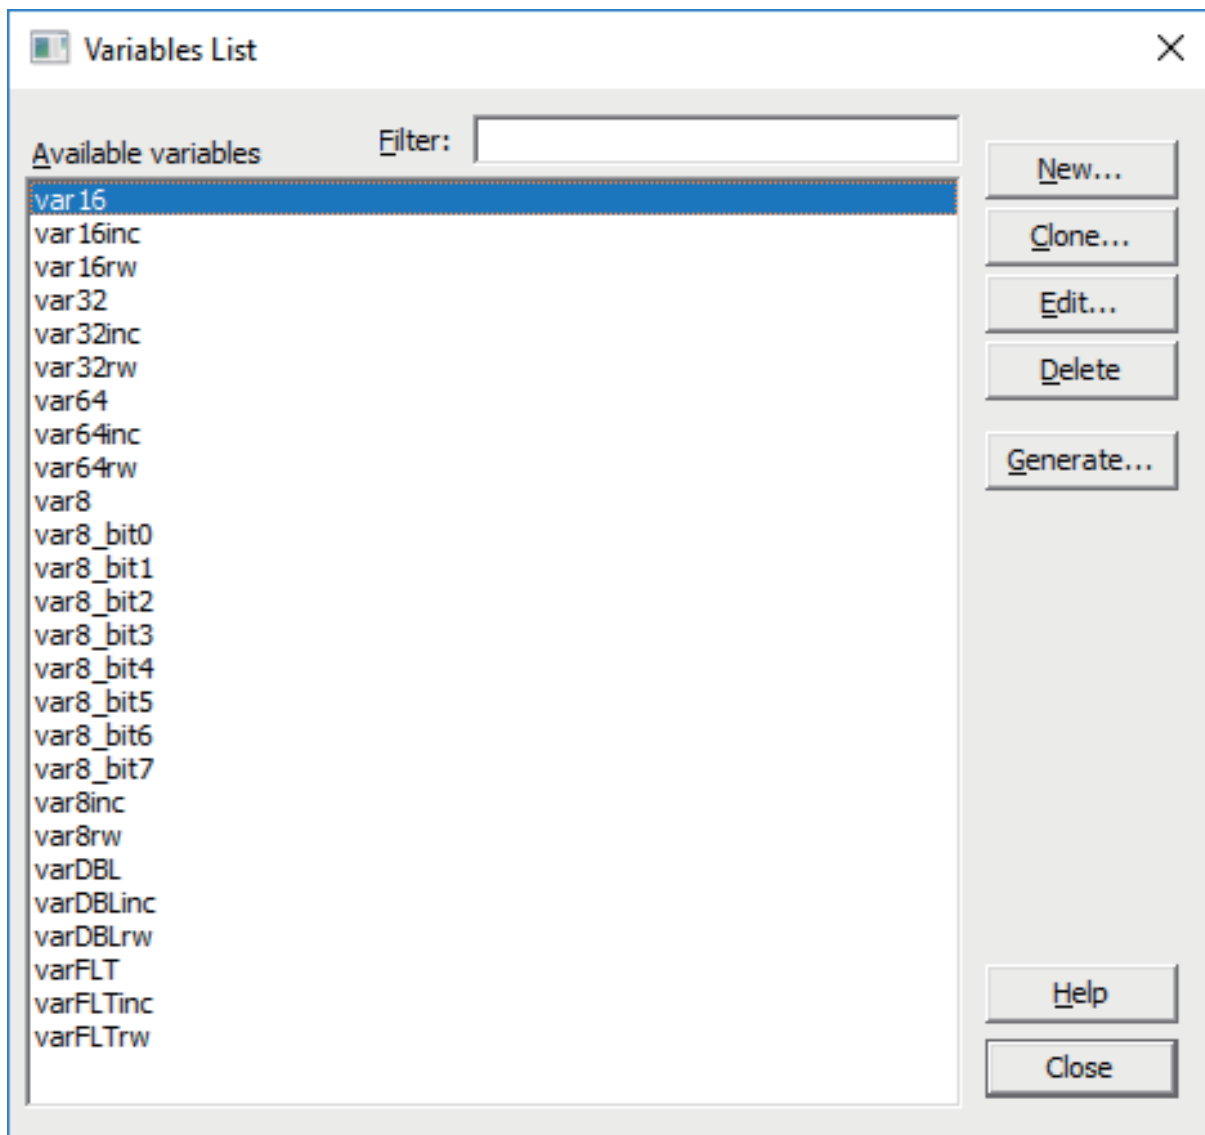 Variables List
Available variables
Filter:
var16
var16inc
var16rw
var32
var32inc
var32rw
var64
var64inc
var64rw
var8
var8_bit0
var8_bit1
var8_bit2
var8_bit3
var8_bit4
var8_bit5
var8_bit6
var8_bit7
var8inc
var8rw
varDBL
varDBLinc
varDBLrw
varFLT
varFLTinc
varFLTrw
New...
Clone...
Edit...
Delete
Generate...
Help
Close